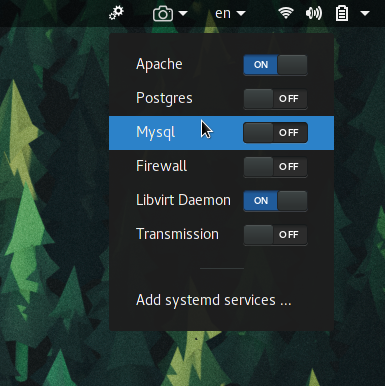 en
Apache ON
Postgres OFF
Mysql OFF
Firewall OFF
Libvirt Daemon ON
Transmission OFF
Add systemd services ...